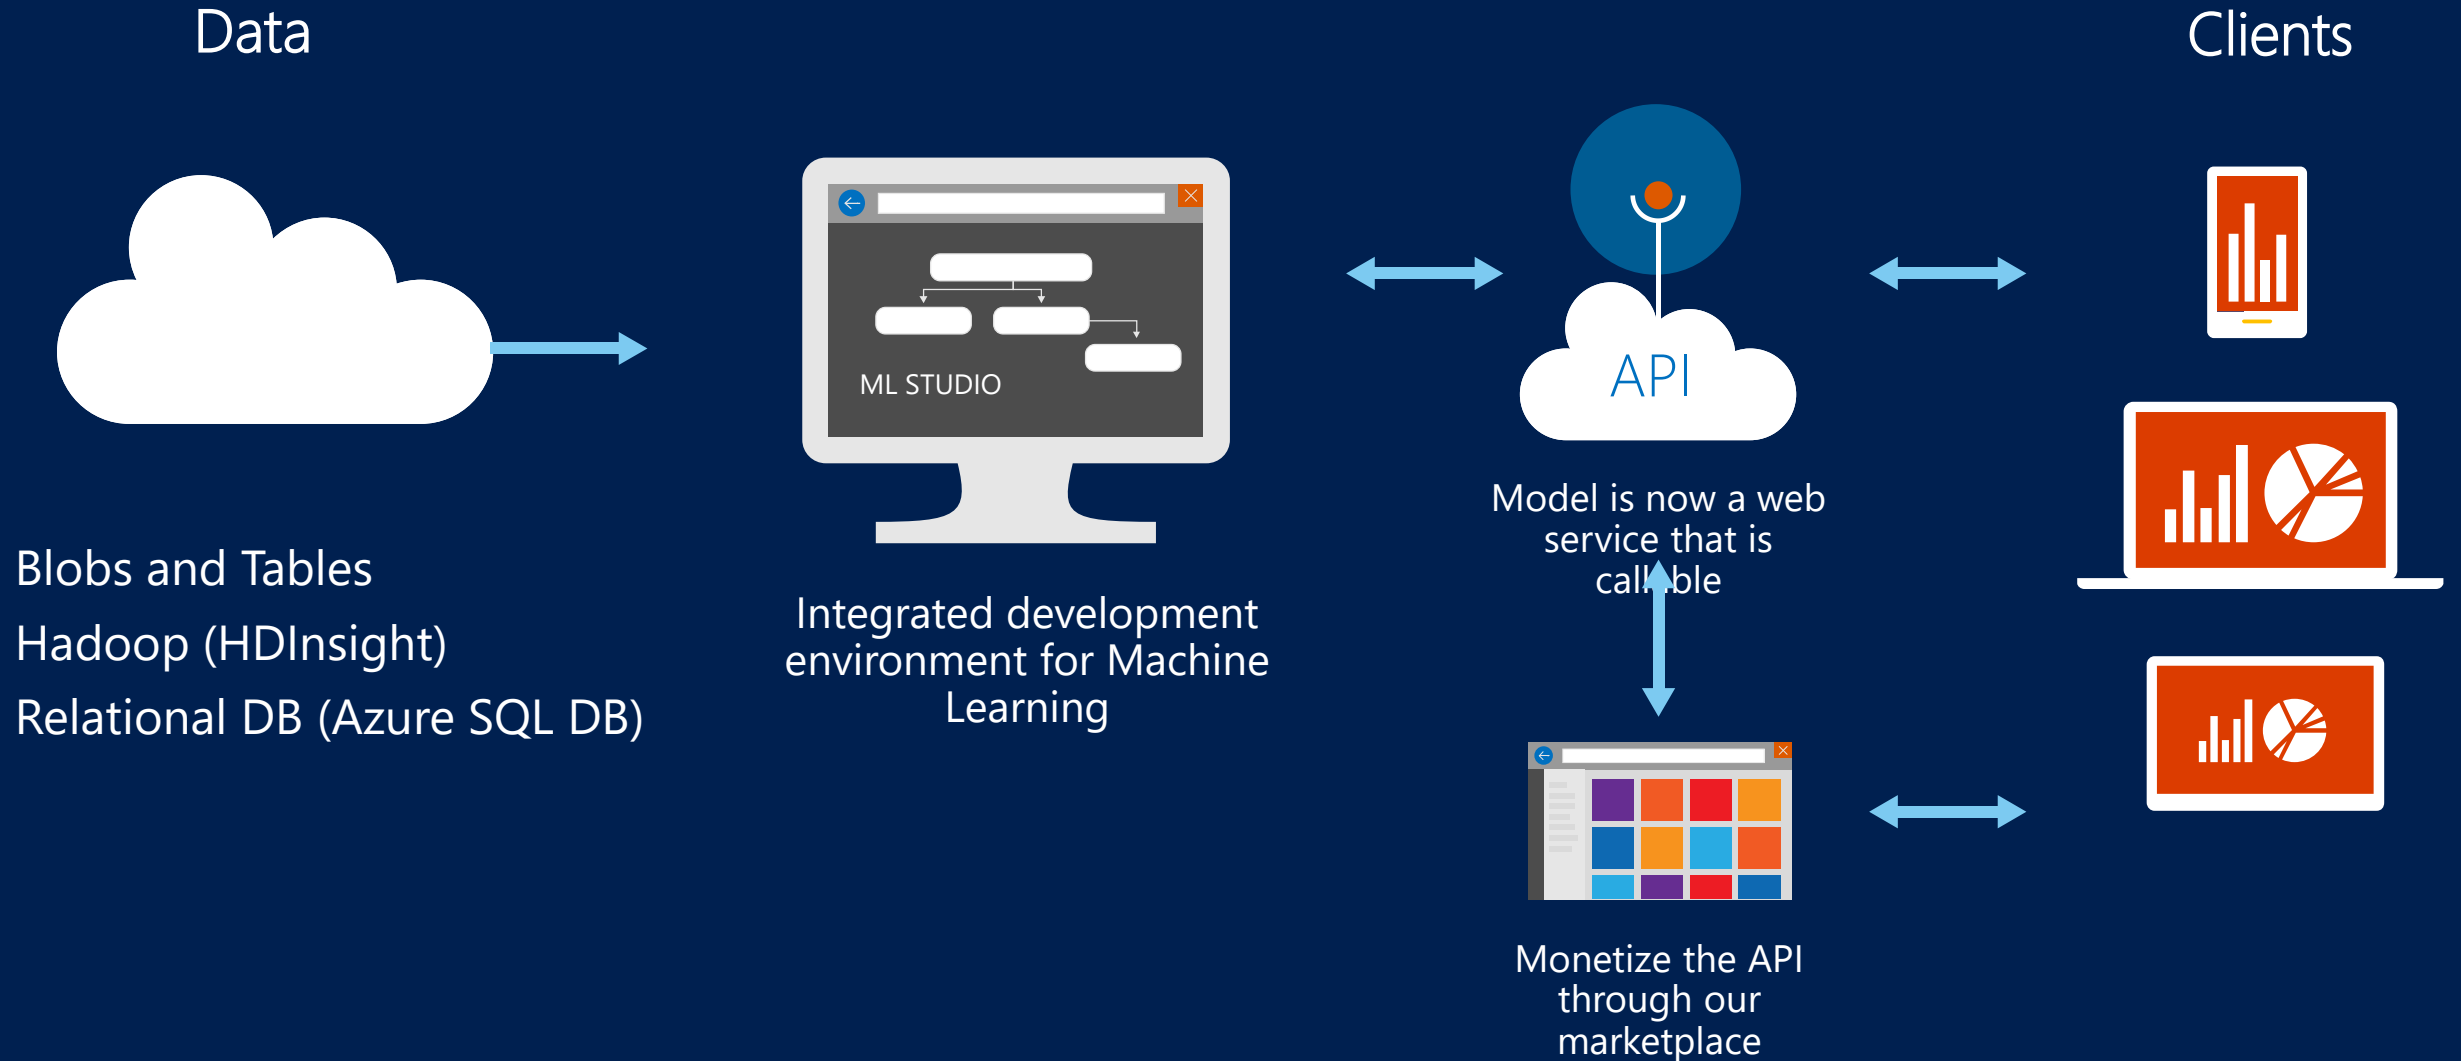 Data
Clients
ML STUDIO
API
Blobs and Tables
Hadoop (HDInsight)
Relational DB (Azure SQL DB)
Integrated development
environment for Machine
Learning
Model is now a web
service that is
callable
Monetize the API
through our
marketplace